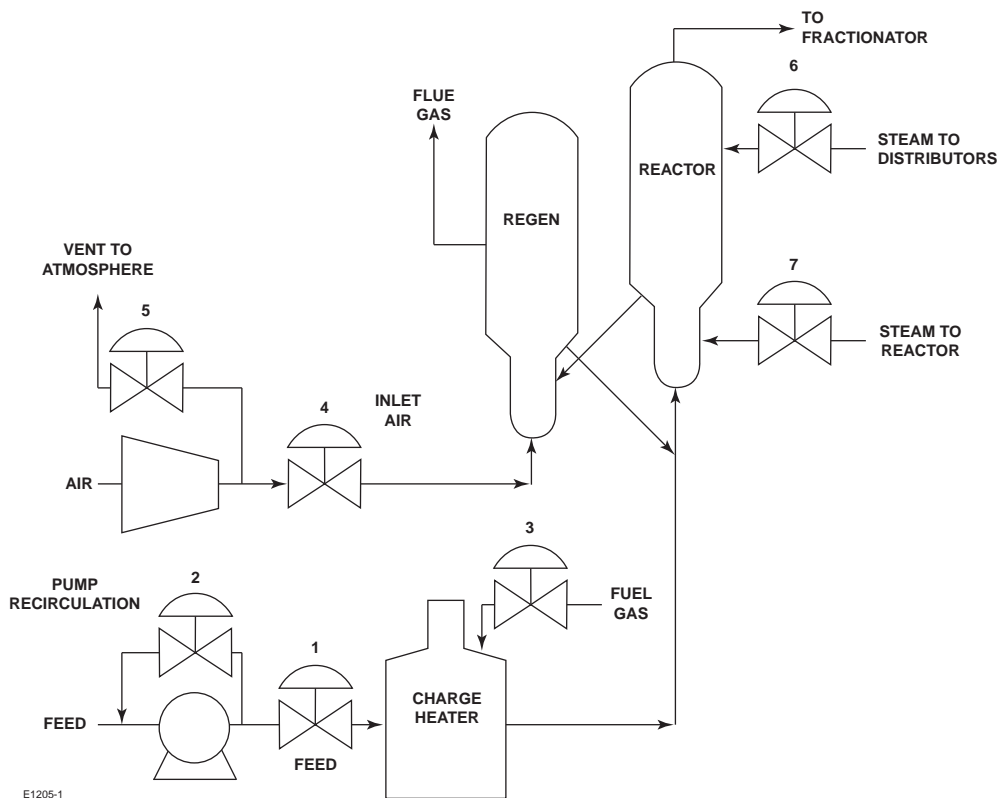 TO
FRACTIONATOR
6
FLUE
GAS
STEAM TO
DISTRIBUTORS
REACTOR
REGEN
VENT TO
ATMOSPHERE
7
5
STEAM TO
REACTOR
4
INLET
AIR
AIR
3
2
PUMP
RECIRCULATION
FUEL
GAS
1
CHARGE
HEATER
FEED
FEED
E1205-1